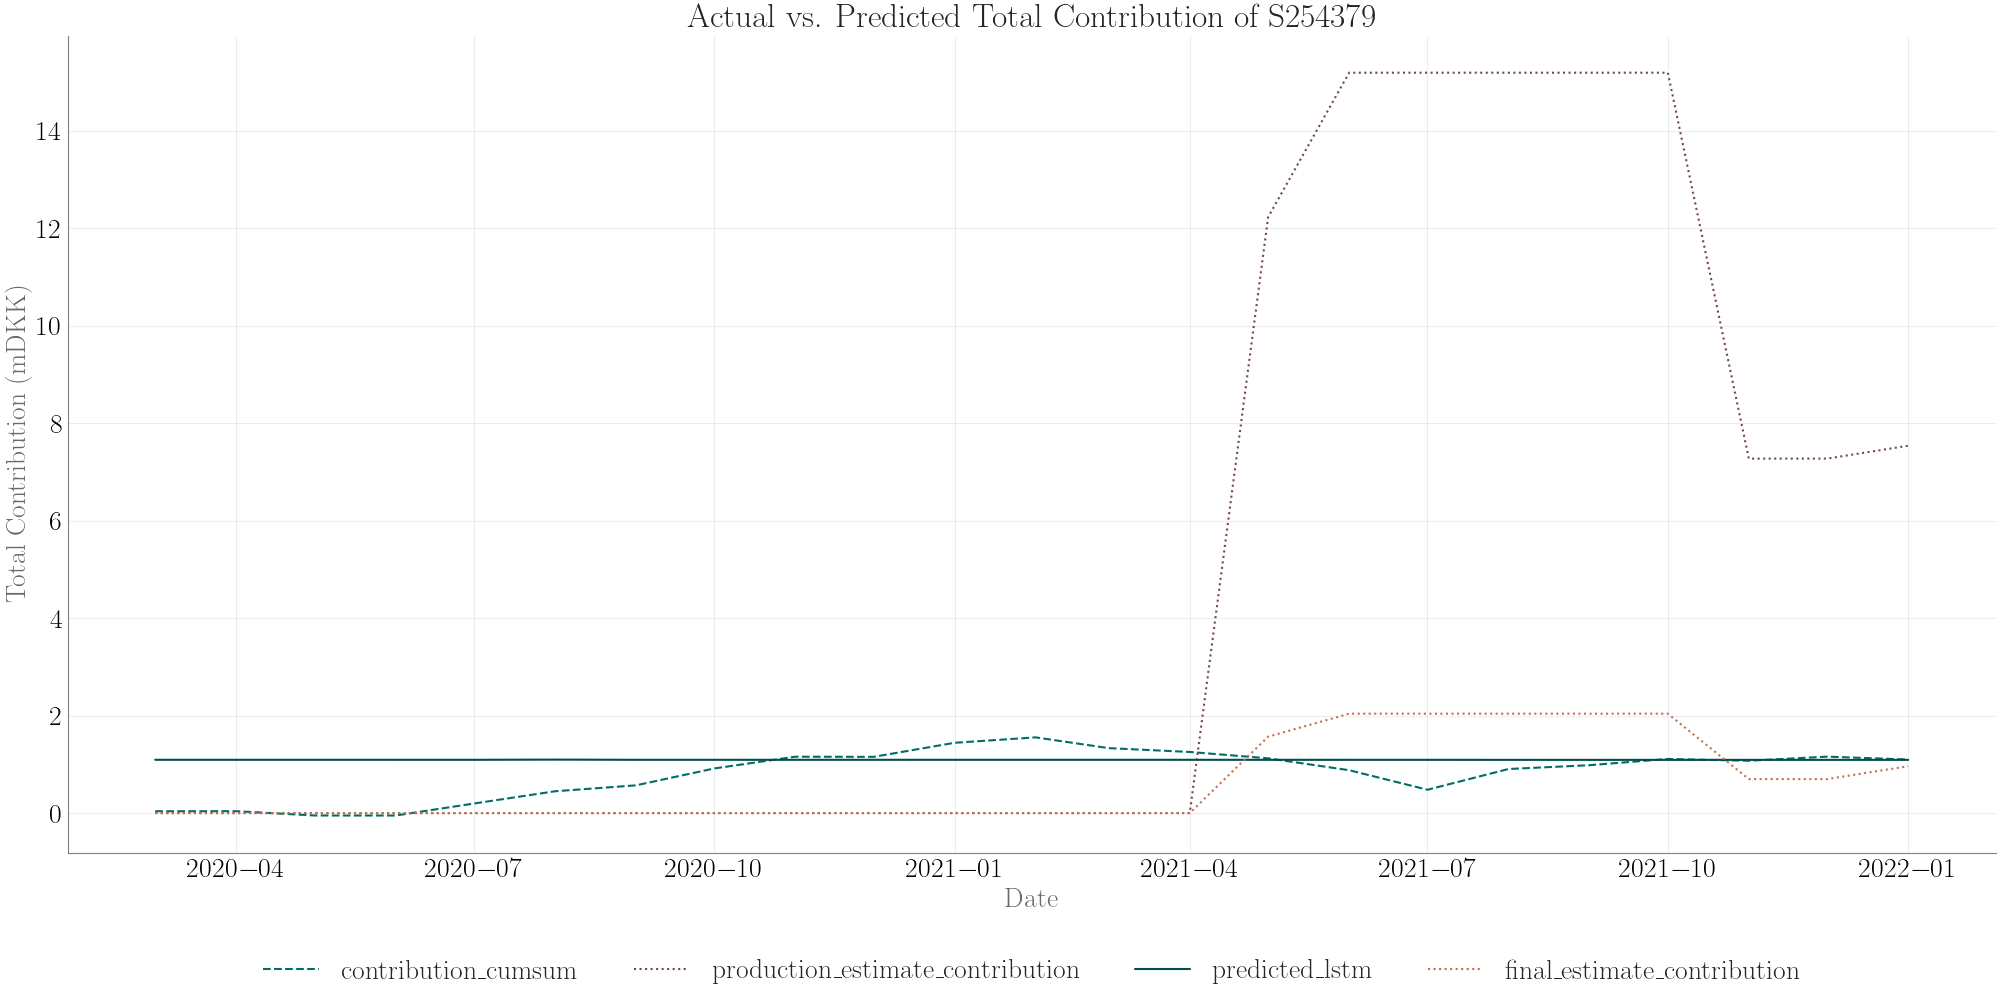 Actual vs. Predicted Total Contribution of S254379
Total Contribution (mDKK)
14
12
10
8
6
4
2
0
2020–04 2020–07 2020–10 2021–01 2021–04 2021–07 2021–10 2022–01
Date
contribution_cumsum production_estimate_contribution predicted_lstm final_estimate_contribution